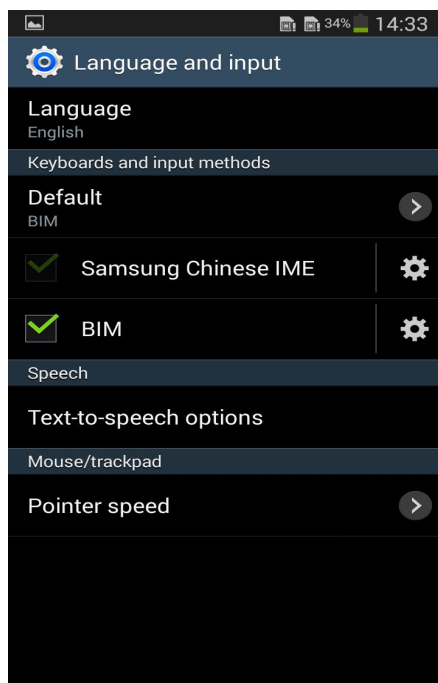 34% 14:33
Language and input
Language
English
Keyboards and input methods
Default
BIM
Samsung Chinese IME
BIM
Speech
Text-to-speech options
Mouse/trackpad
Pointer speed